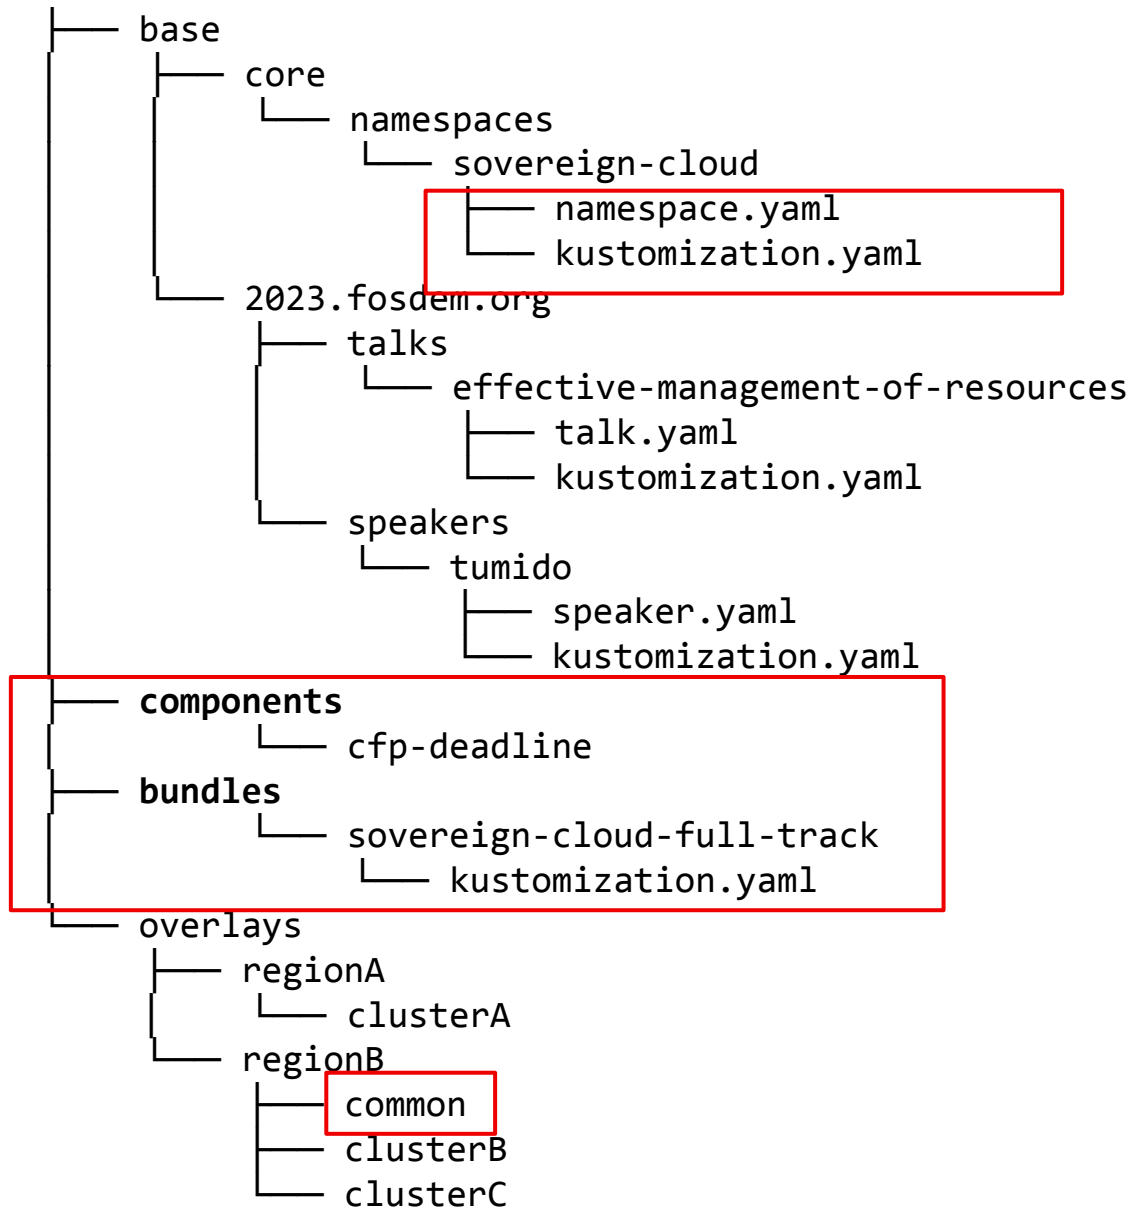 base
core
namespaces
sovereign-cloud
namespace.yaml
kustomization.yaml
2023.fosdem.org
talks
effective-management-of-resources
talk.yaml
kustomization.yaml
speakers
tumido
speaker.yaml
kustomization.yaml
components
cfp-deadline
bundles
sovereign-cloud-full-track
kustomization.yaml
overlays
regionA
clusterA
regionB
common
clusterB
clusterC